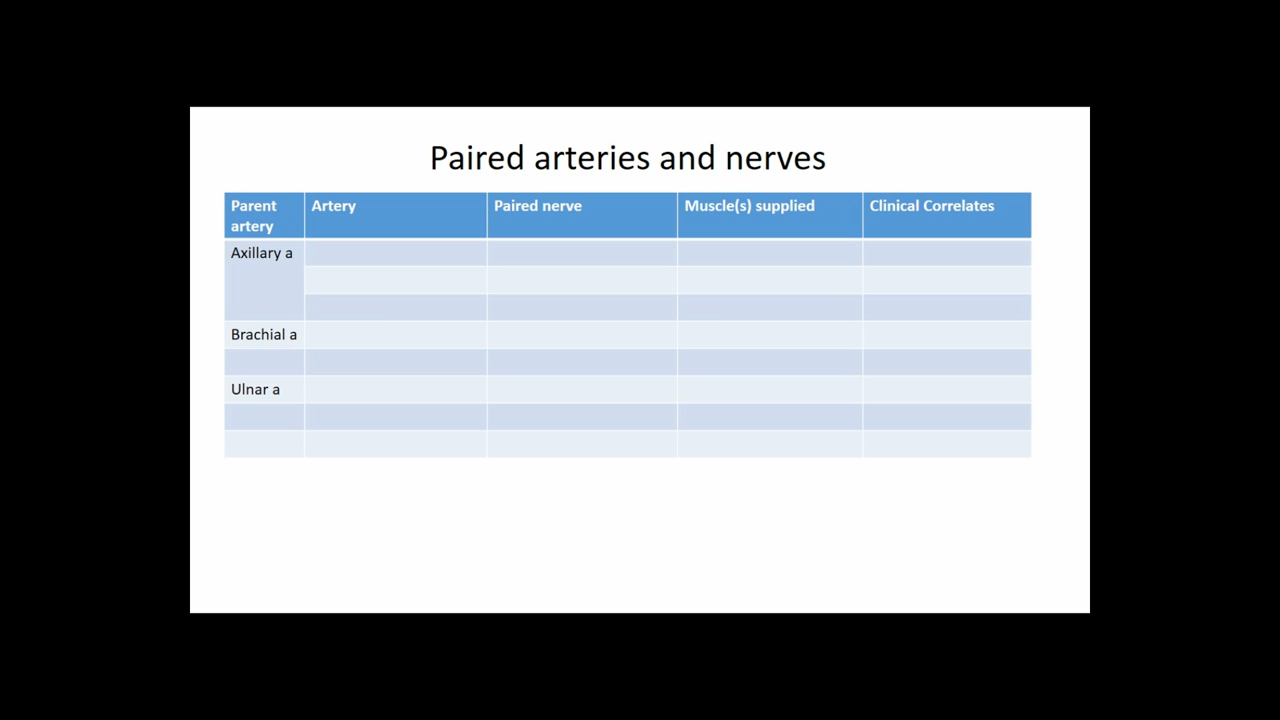 Paired arteries and nerves
Parent artery
Artery
Paired nerve
Muscle(s) supplied
Clinical Correlates
Axillary a
Brachial a
Ulnar a